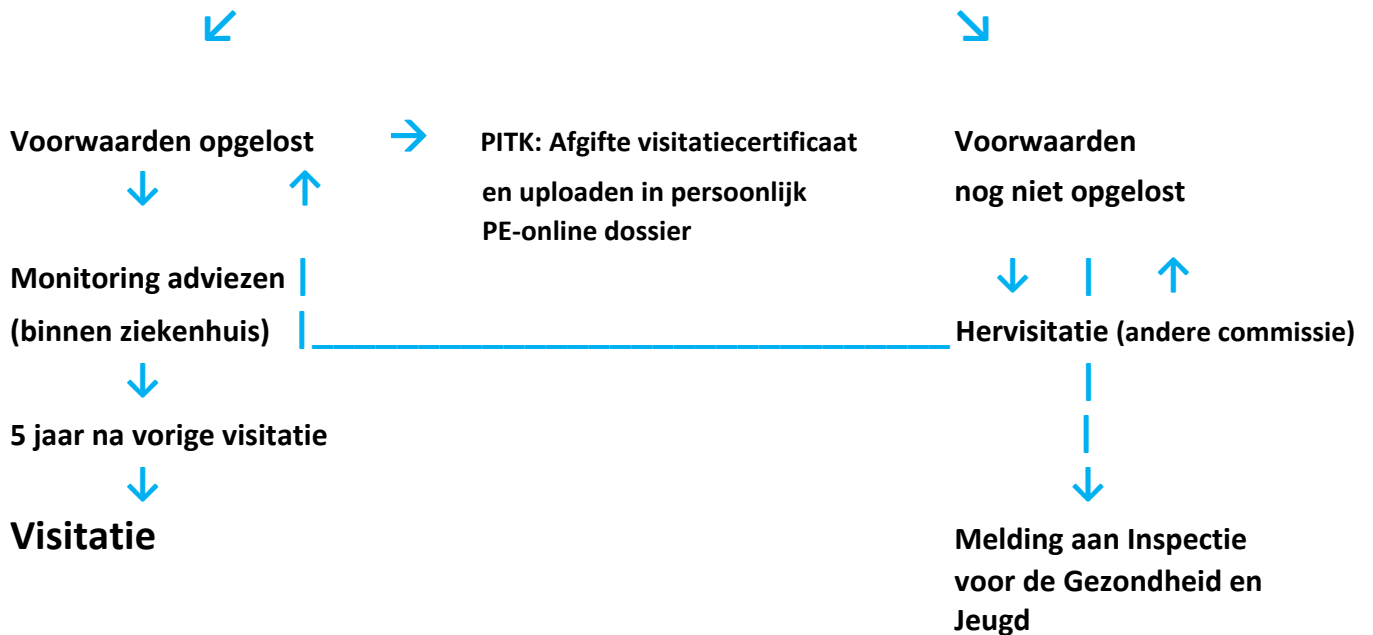 Voorwaarden opgelost → PITK: Afgifte visitatiecertificaat Voorwaarden
en uploaden in persoonlijk nog niet opgelost
PE-online dossier
Monitoring adviezen
(binnen ziekenhuis) Hervisitatie (andere commissie)
5 jaar na vorige visitatie
Visitatie Melding aan Inspectie
voor de Gezondheid en
Jeugd